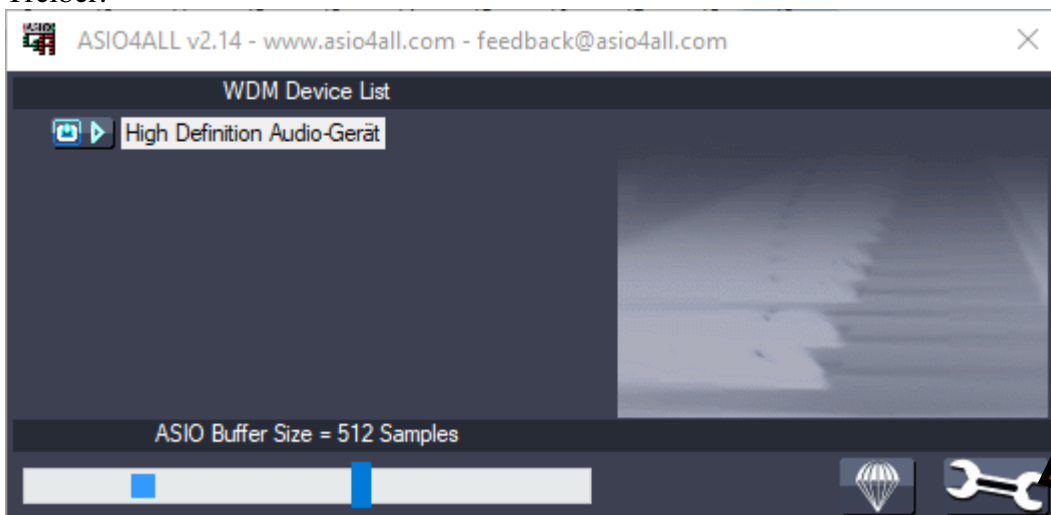 Treiber:
ASIO4ALL v2.14 - www.asio4all.com - feedback@asio4all.com
WDM Device List
High Definition Audio-Gerät
ASIO Buffer Size = 512 Samples